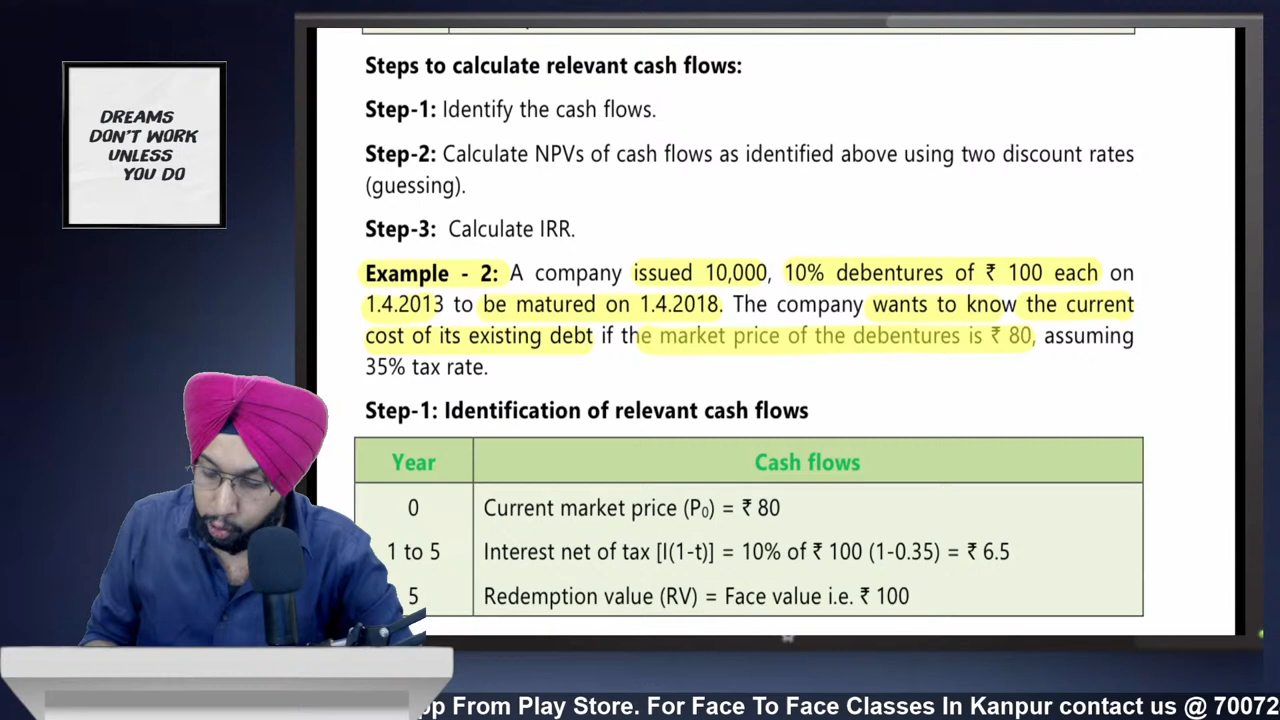 DREAMS
DON'T WORK
UNLESS
YOU DO
Steps to calculate relevant cash flows:
Step-1: Identify the cash flows.
Step-2: Calculate NPVs of cash flows as identified above using two discount rates
(guessing).
Step-3: Calculate IRR.
Example - 2: A company issued 10,000, 10% debentures of ₹ 100 each on
1.4.2013 to be matured on 1.4.2018. The company wants to know the current
cost of its existing debt if the market price of the debentures is ₹ 80, assuming
35% tax rate.
Step-1: Identification of relevant cash flows
Year Cash flows
0 Current market price (P₀) = ₹ 80
1 to 5 Interest net of tax [I(1-t)] = 10% of ₹ 100 (1-0.35) = ₹ 6.5
5 Redemption value (RV) = Face value i.e. ₹ 100
From Play Store. For Face To Face Classes In Kanpur contact us @ 70072